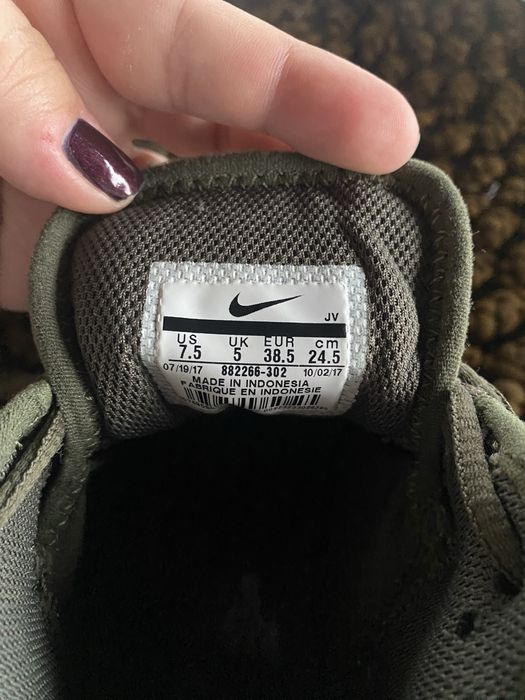 JV
US UK EUR cm
7.5 5 38.5 24.5
07/19/17 882266-302 10/02/17
MADE IN INDONESIA
FABRIQUE EN INDONESIE